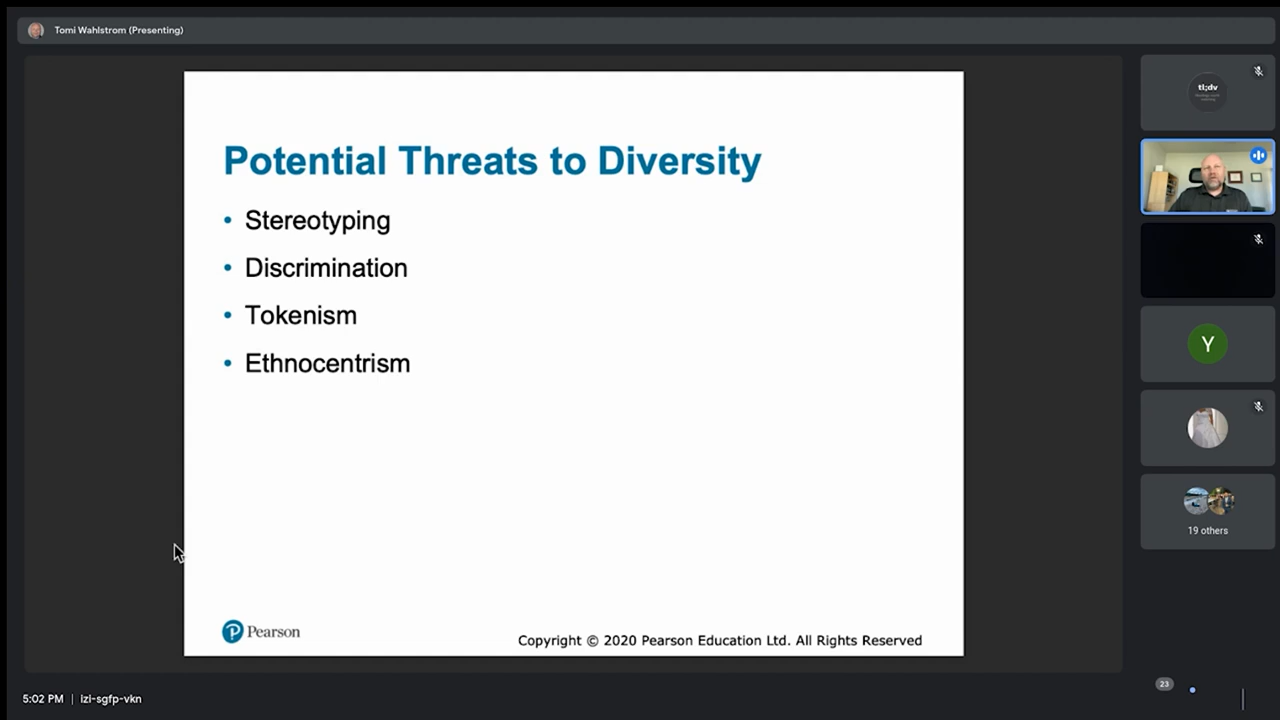 Tomi Wahlstrom (Presenting)
Potential Threats to Diversity
• Stereotyping
• Discrimination
• Tokenism
• Ethnocentrism
Pearson
Copyright © 2020 Pearson Education Ltd. All Rights Reserved
tl;dv
Y
19 others
5:02 PM | izi-sgfp-vkn
23